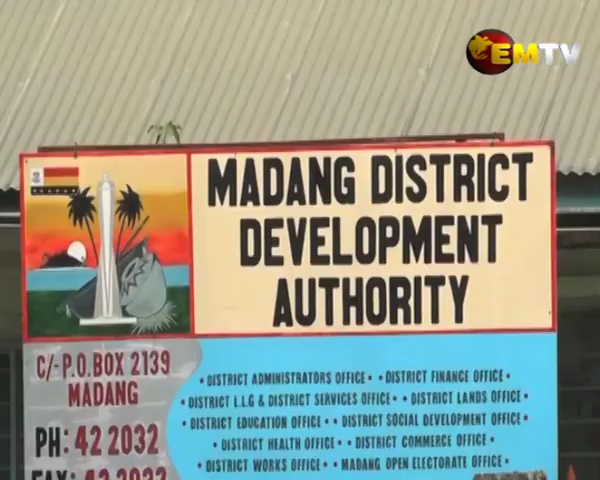 EMTV
MADANG DISTRICT
DEVELOPMENT
AUTHORITY
C/- P.O. BOX 2139
MADANG
PH: 42 2032
• DISTRICT ADMINISTRATORS OFFICE • • DISTRICT FINANCE OFFICE •
• DISTRICT L.L.G & DISTRICT SERVICES OFFICE • • DISTRICT LANDS OFFICE •
• DISTRICT EDUCATION OFFICE • • DISTRICT SOCIAL DEVELOPMENT OFFICE •
• DISTRICT HEALTH OFFICE • • DISTRICT COMMERCE OFFICE •
• DISTRICT WORKS OFFICE • • MADANG OPEN ELECTORATE OFFICE •